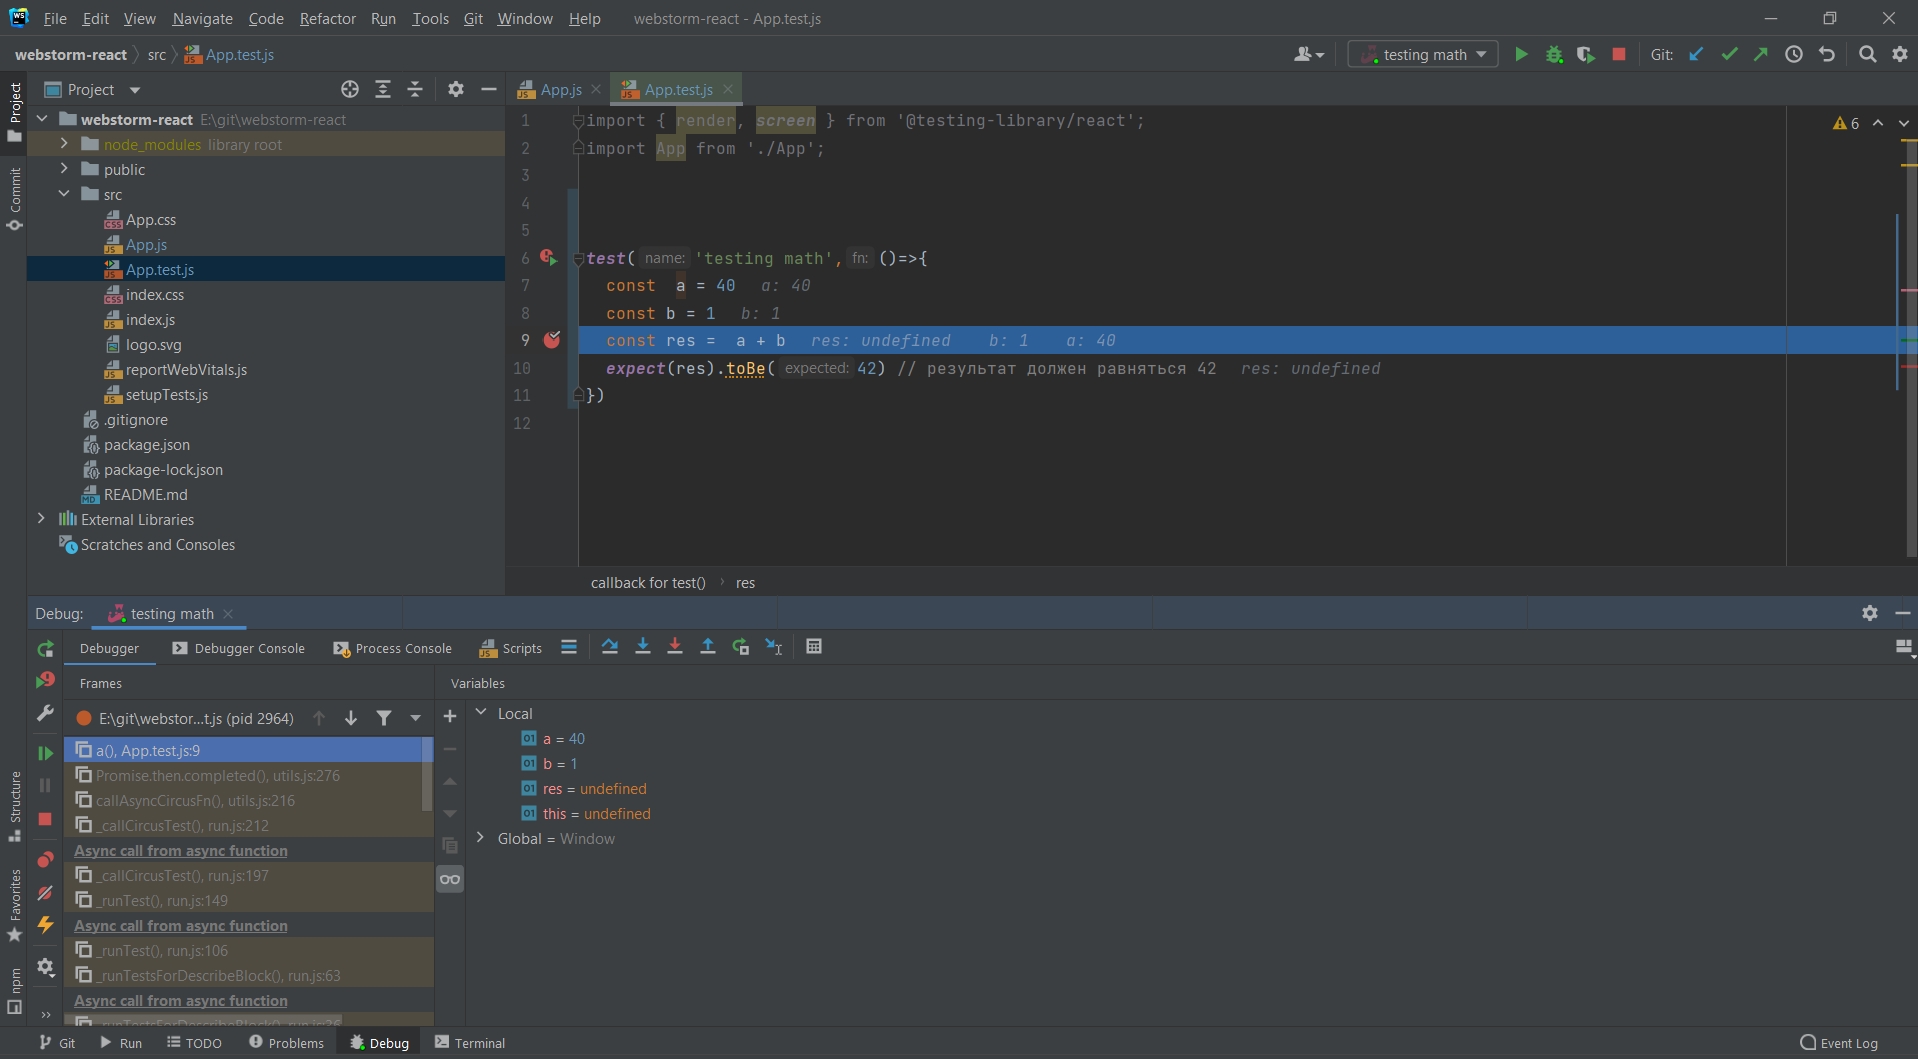 File Edit View Navigate Code Refactor Run Tools Git Window Help webstorm-react - App.test.js
webstorm-react src App.test.js testing math Git:
Project
App.js App.test.js
Project
Commit
Structure
Favorites
npm
webstorm-react E:\git\webstorm-react
node_modules library root
public
src
App.css
App.js
App.test.js
index.css
index.js
logo.svg
reportWebVitals.js
setupTests.js
.gitignore
package.json
package-lock.json
README.md
External Libraries
Scratches and Consoles
1 import { render, screen } from '@testing-library/react';
2 import App from './App';
3
4
5
6 test( name: 'testing math', fn: ()=>{
7 const a = 40 a: 40
8 const b = 1 b: 1
9 const res = a + b res: undefined b: 1 a: 40
10 expect(res).toBe( expected: 42) // результат должен равняться 42 res: undefined
11 })
12
6
callback for test() › res
Debug: testing math
Debugger Debugger Console Process Console Scripts
Frames
E:\git\webstor...t.js (pid 2964)
a(), App.test.js:9
Promise.then.completed(), utils.js:276
callAsyncCircusFn(), utils.js:216
_callCircusTest(), run.js:212
Async call from async function
_callCircusTest(), run.js:197
_runTest(), run.js:149
Async call from async function
_runTest(), run.js:106
_runTestsForDescribeBlock(), run.js:63
Async call from async function
_runTestsForDescribeBlock(), run.js:36
Variables
Local
a = 40
b = 1
res = undefined
this = undefined
Global = Window
Git Run TODO Problems Debug Terminal Event Log